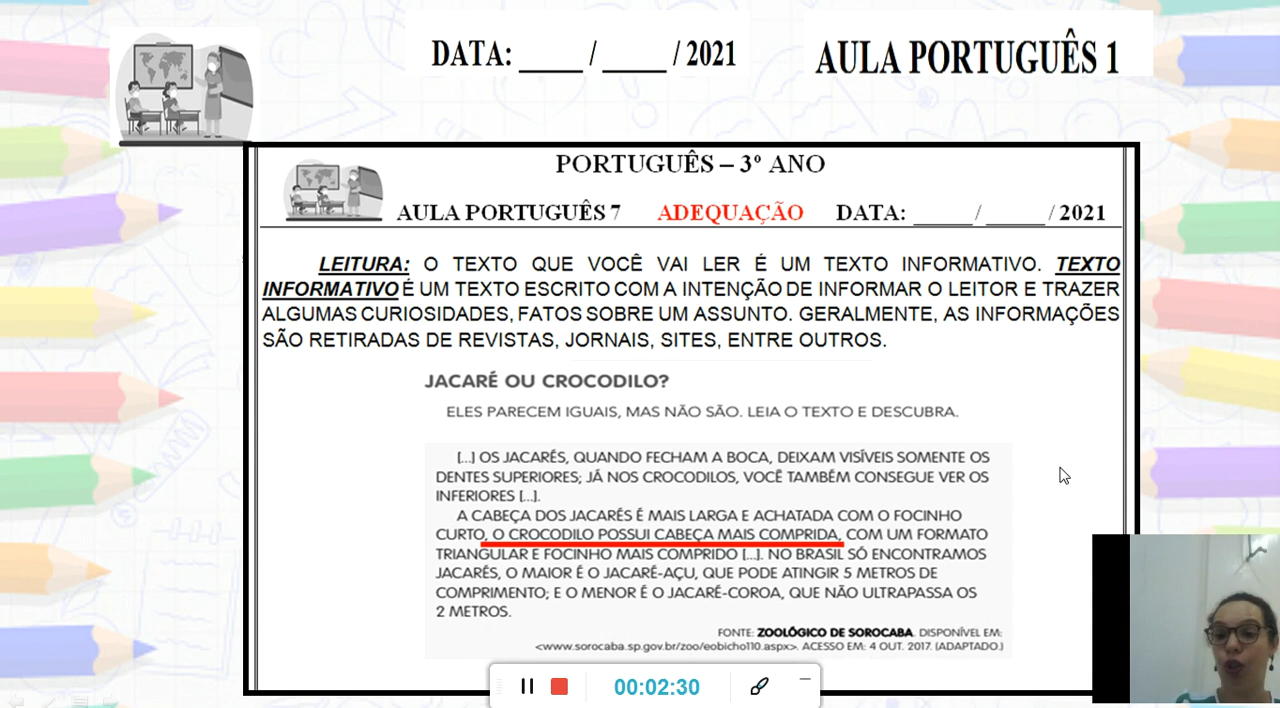 DATA: _____ / _____ / 2021
AULA PORTUGUÊS 1
PORTUGUÊS – 3º ANO
AULA PORTUGUÊS 7 ADEQUAÇÃO DATA: _____ / _____ / 2021
LEITURA: O TEXTO QUE VOCÊ VAI LER É UM TEXTO INFORMATIVO. TEXTO
INFORMATIVO É UM TEXTO ESCRITO COM A INTENÇÃO DE INFORMAR O LEITOR E TRAZER
ALGUMAS CURIOSIDADES, FATOS SOBRE UM ASSUNTO. GERALMENTE, AS INFORMAÇÕES
SÃO RETIRADAS DE REVISTAS, JORNAIS, SITES, ENTRE OUTROS.
JACARÉ OU CROCODILO?
ELES PARECEM IGUAIS, MAS NÃO SÃO. LEIA O TEXTO E DESCUBRA.
[...] OS JACARÉS, QUANDO FECHAM A BOCA, DEIXAM VISÍVEIS SOMENTE OS
DENTES SUPERIORES; JÁ NOS CROCODILOS, VOCÊ TAMBÉM CONSEGUE VER OS
INFERIORES [...].
A CABEÇA DOS JACARÉS É MAIS LARGA E ACHATADA COM O FOCINHO
CURTO, O CROCODILO POSSUI CABEÇA MAIS COMPRIDA, COM UM FORMATO
TRIANGULAR E FOCINHO MAIS COMPRIDO [...]. NO BRASIL SÓ ENCONTRAMOS
JACARÉS, O MAIOR É O JACARÉ-AÇU, QUE PODE ATINGIR 5 METROS DE
COMPRIMENTO; E O MENOR É O JACARÉ-COROA, QUE NÃO ULTRAPASSA OS
2 METROS.
FONTE: ZOOLÓGICO DE SOROCABA. DISPONÍVEL EM:
<www.sorocaba.sp.gov.br/zoo/eobicho110.aspx>. ACESSO EM: 4 OUT. 2017. (ADAPTADO.)
00:02:30